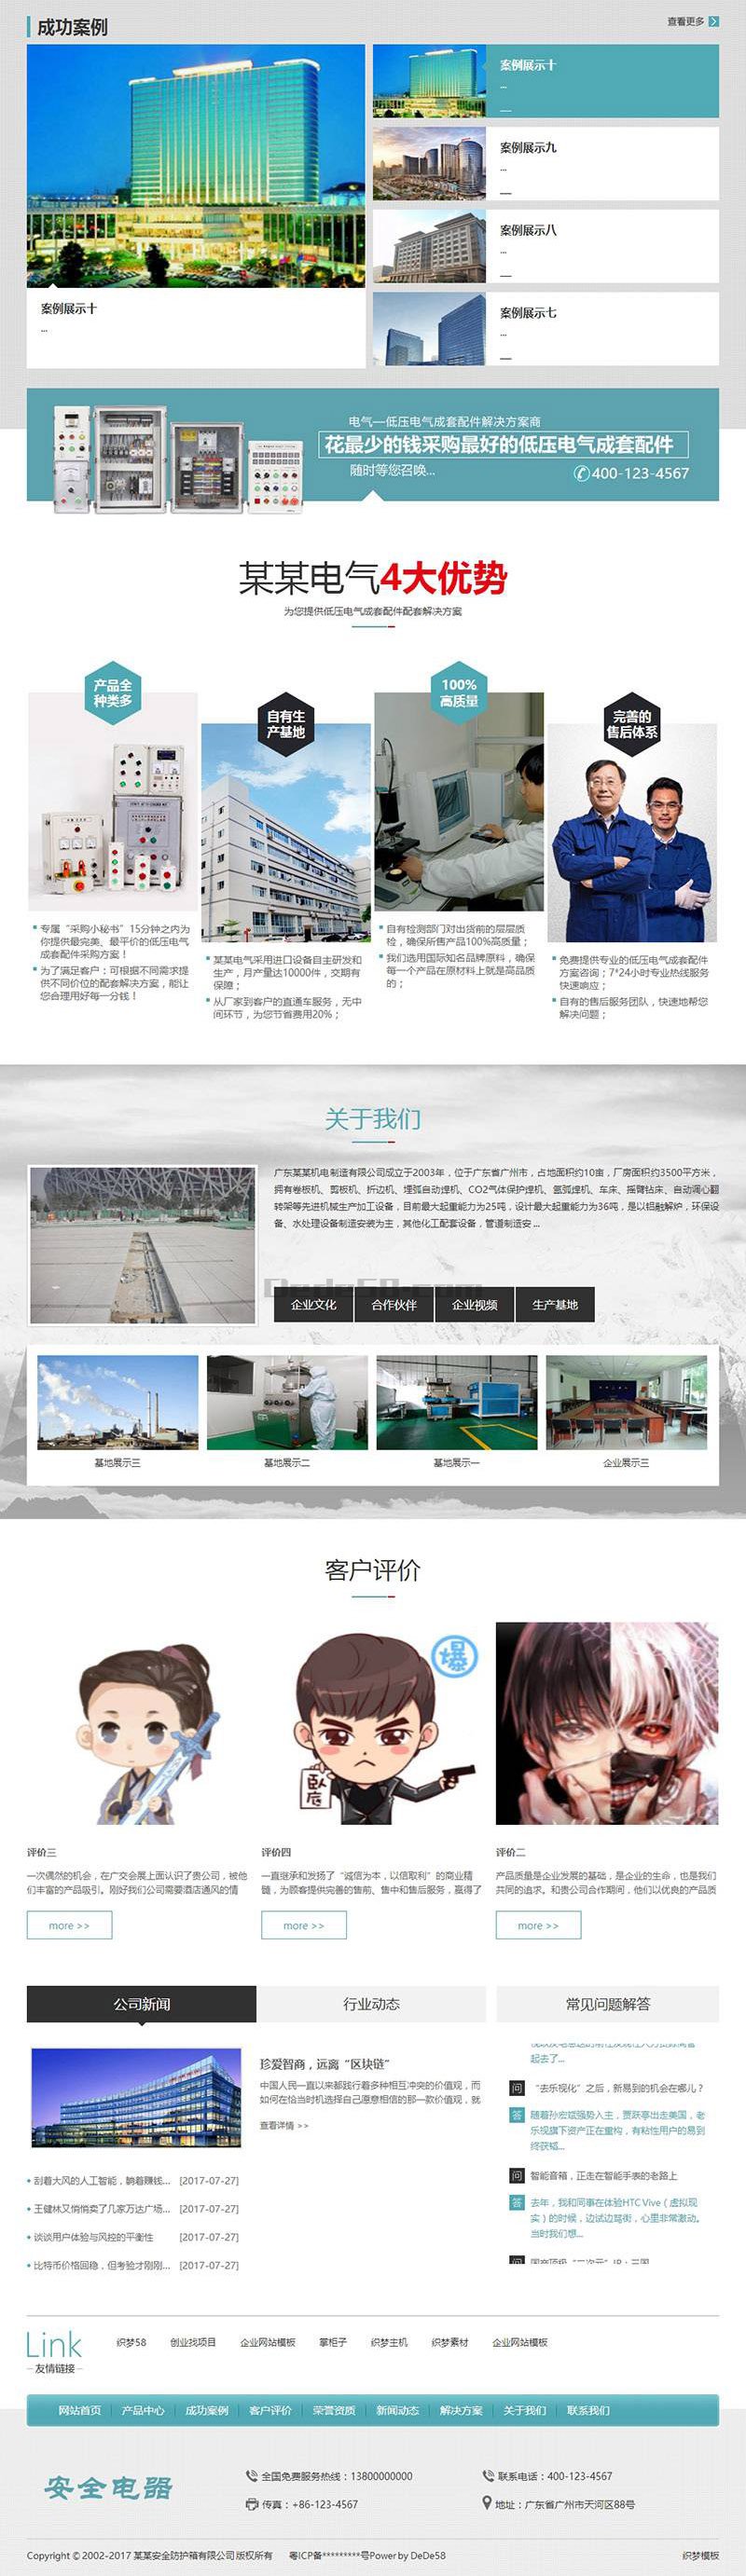 成功案例
查看更多
案例展示十
...
案例展示十
...
案例展示九
...
案例展示八
...
案例展示七
...
电气—低压电气成套配件解决方案商
花最少的钱采购最好的低压电气成套配件
随时等您召唤...
400-123-4567
某某电气4大优势
为您提供低压电气成套配件配套解决方案
产品全
种类多
专属“采购小秘书”15分钟之内为
你提供最完美、最平价的低压电气
成套配件采购方案！
为了满足客户：可根据不同需求提
供不同价位的配套解决方案，能让
您合理用好每一分钱！
自有生
产基地
某某电气采用进口设备自主研发和
生产，月产量达10000件，交期有
保障；
从厂家到客户的直通车服务，无中
间环节，为您节省费用20%；
100%
高质量
自有检测部门对出货前的层层质
检，确保所售产品100%高质量；
我们选用国际知名品牌原料，确保
每一个产品在原材料上就是高品质
的；
完善的
售后体系
免费提供专业的低压电气成套配件
方案咨询；7*24小时专业热线服务
快速响应；
自有的售后服务团队，快速地帮您
解决问题；
关于我们
广东某某机电制造有限公司成立于2003年，位于广东省广州市，占地面积约10亩，厂房面积约3500平方米，
拥有卷板机、剪板机、折边机、埋弧自动焊机、CO2气体保护焊机、氩弧焊机、车床、摇臂钻床、自动调心翻
转架等先进机械生产加工设备，目前最大起重能力为25吨，设计最大起重能力为36吨，是以铝融解炉，环保设
备、水处理设备制造安装为主，其他化工配套设备，管道制造安 ...
Dede58.com
企业文化
合作伙伴
企业视频
生产基地
基地展示三
基地展示二
基地展示一
企业展示三
客户评价
爆
卧底
评价三
一次偶然的机会，在广交会展上面认识了贵公司，被他
们丰富的产品吸引。刚好我们公司需要酒店通风的情
more >>
评价四
一直继承和发扬了“诚信为本，以信取利”的商业精
髓，为顾客提供完善的售前、售中和售后服务，赢得了
more >>
评价二
产品质量是企业发展的基础，是企业的生命，也是我们
共同的追求。和贵公司合作期间，他们以优良的产品质
more >>
公司新闻
行业动态
珍爱智商，远离“区块链”
中国人民一直以来都践行着多种相互冲突的价值观，而
如何在恰当时机选择自己愿意相信的那一款价值观，就
查看详情 >>
刮着大风的人工智能，躺着赚钱... [2017-07-27]
王健林又悄悄卖了几家万达广场... [2017-07-27]
谈谈用户体验与风控的平衡性 [2017-07-27]
比特币价格回稳，但考验才刚刚... [2017-07-27]
常见问题解答
起去了...
问 “去乐视化”之后，新易到的机会在哪儿？
答 随着孙宏斌强势入主，贾跃亭出走美国，老
乐视旗下资产正在重构，有粘性用户的易到
终获辎...
问 智能音箱，正走在智能手表的老路上
答 去年，我和同事在体验HTC Vive（虚拟现
实）的时候，边试边骂街，心里非常激动。
当时我们想...
Link
友情链接
织梦58 创业找项目 企业网站模板 掌柜子 织梦主机 织梦素材 企业网站模板
网站首页 产品中心 成功案例 客户评价 荣誉资质 新闻动态 解决方案 关于我们 联系我们
安全电器
全国免费服务热线：13800000000
联系电话：400-123-4567
传真：+86-123-4567
地址：广东省广州市天河区88号
Copyright © 2002-2017 某某安全防护箱有限公司 版权所有 粤ICP备*********号Power by DeDe58
织梦模板